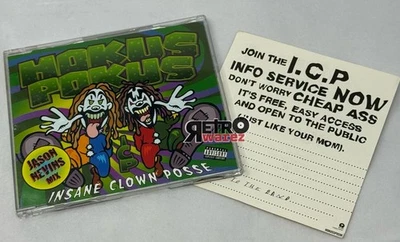 HOKUS
POKUS
JASON
NEVINS
MIX
INSANE CLOWN POSSE
RETRO
warez
JOIN THE I.C.P
INFO SERVICE NOW
DON'T WORRY CHEAP ASS
IT'S FREE, EASY ACCESS
AND OPEN TO THE PUBLIC
(JUST LIKE YOUR MOM).